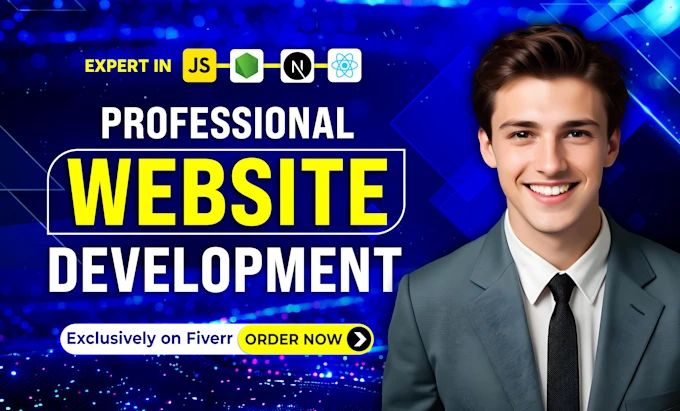 EXPERT IN JS N
PROFESSIONAL
WEBSITE
DEVELOPMENT
Exclusively on Fiverr ORDER NOW